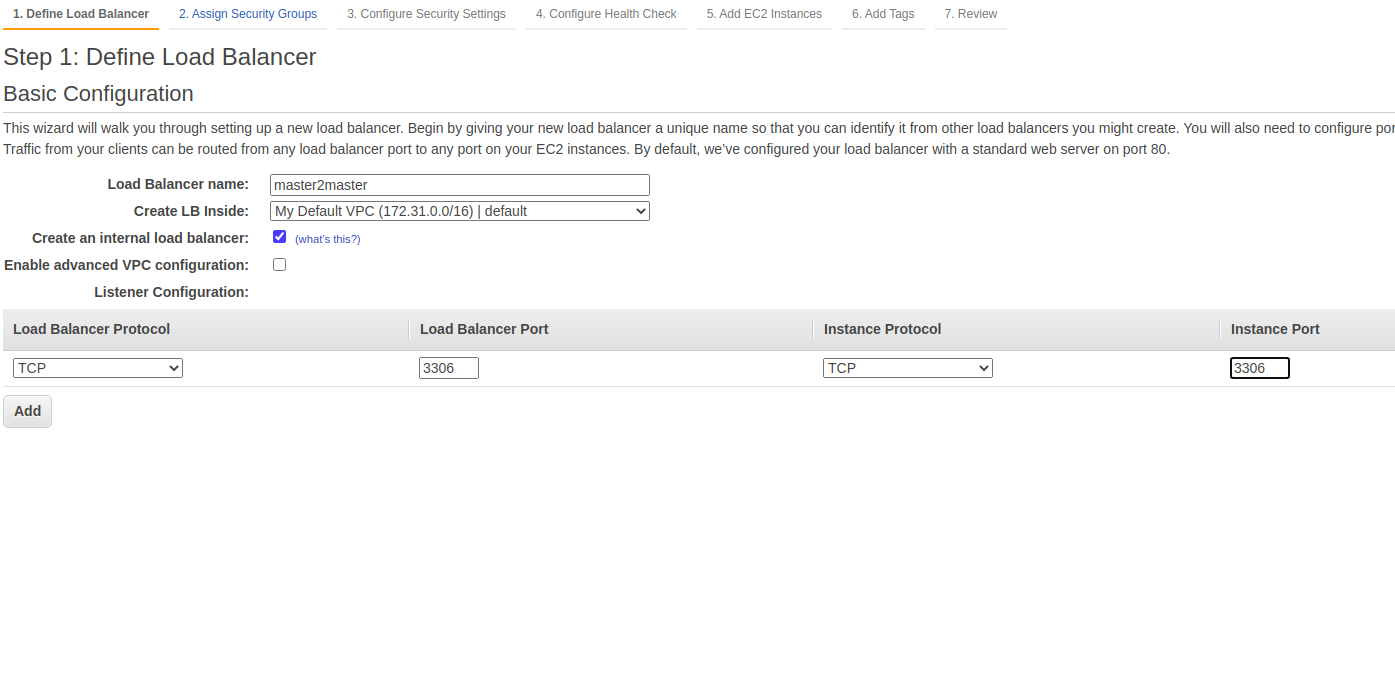 1. Define Load Balancer 2. Assign Security Groups 3. Configure Security Settings 4. Configure Health Check 5. Add EC2 Instances 6. Add Tags 7. Review
Step 1: Define Load Balancer
Basic Configuration
This wizard will walk you through setting up a new load balancer. Begin by giving your new load balancer a unique name so that you can identify it from other load balancers you might create. You will also need to configure
Traffic from your clients can be routed from any load balancer port to any port on your EC2 instances. By default, we've configured your load balancer with a standard web server on port 80.
Load Balancer name: master2master
Create LB Inside: My Default VPC (172.31.0.0/16) | default
Create an internal load balancer: (what's this?)
Enable advanced VPC configuration:
Listener Configuration:
Load Balancer Protocol Load Balancer Port Instance Protocol Instance Port
TCP 3306 TCP 3306
Add